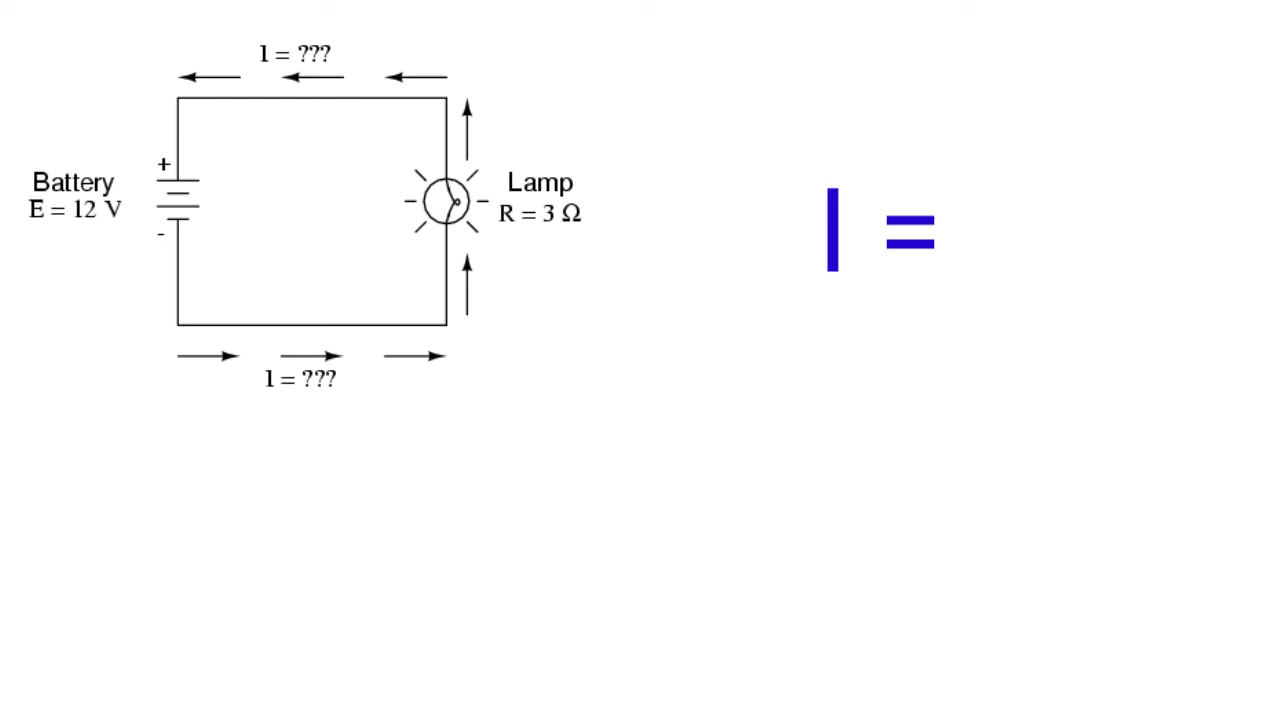 I = ???
+
Battery
E = 12 V
-
Lamp
R = 3 Ω
I = ???
I =